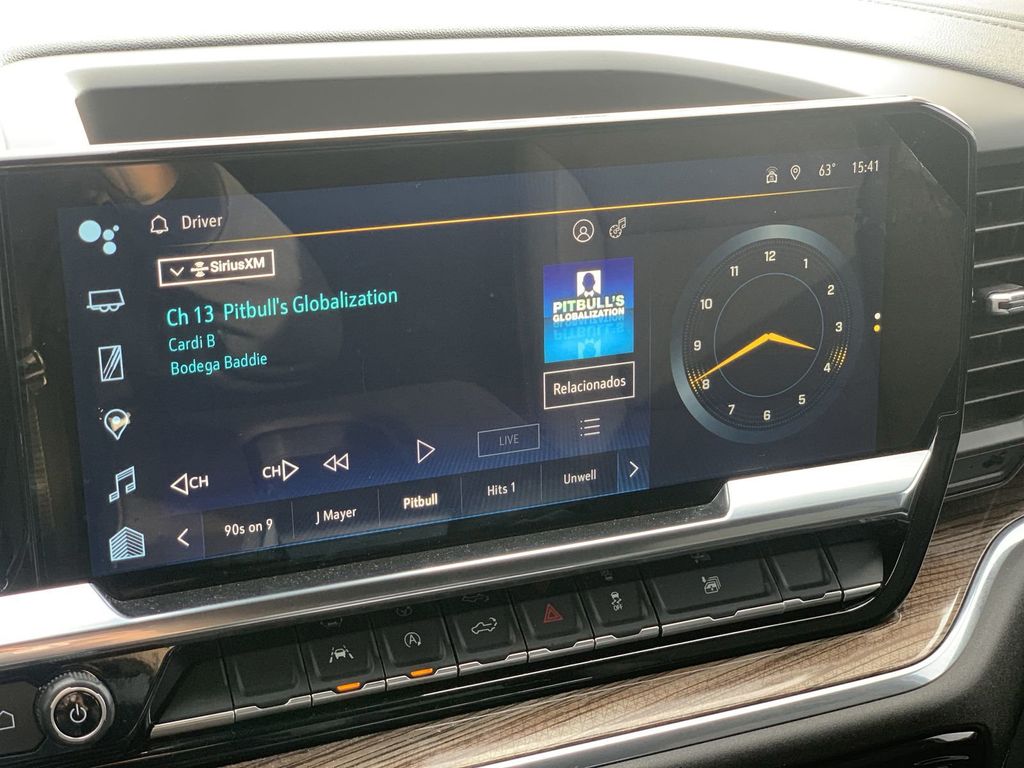 63° 15:41
Driver
SiriusXM
Ch 13 Pitbull's Globalization
Cardi B
Bodega Baddie
PITBULL'S
GLOBALIZATION
Relacionados
LIVE
CH
CH
90s on 9 J Mayer Pitbull Hits 1 Unwell
12
1
2
3
4
5
6
7
8
9
10
11
A
OFF